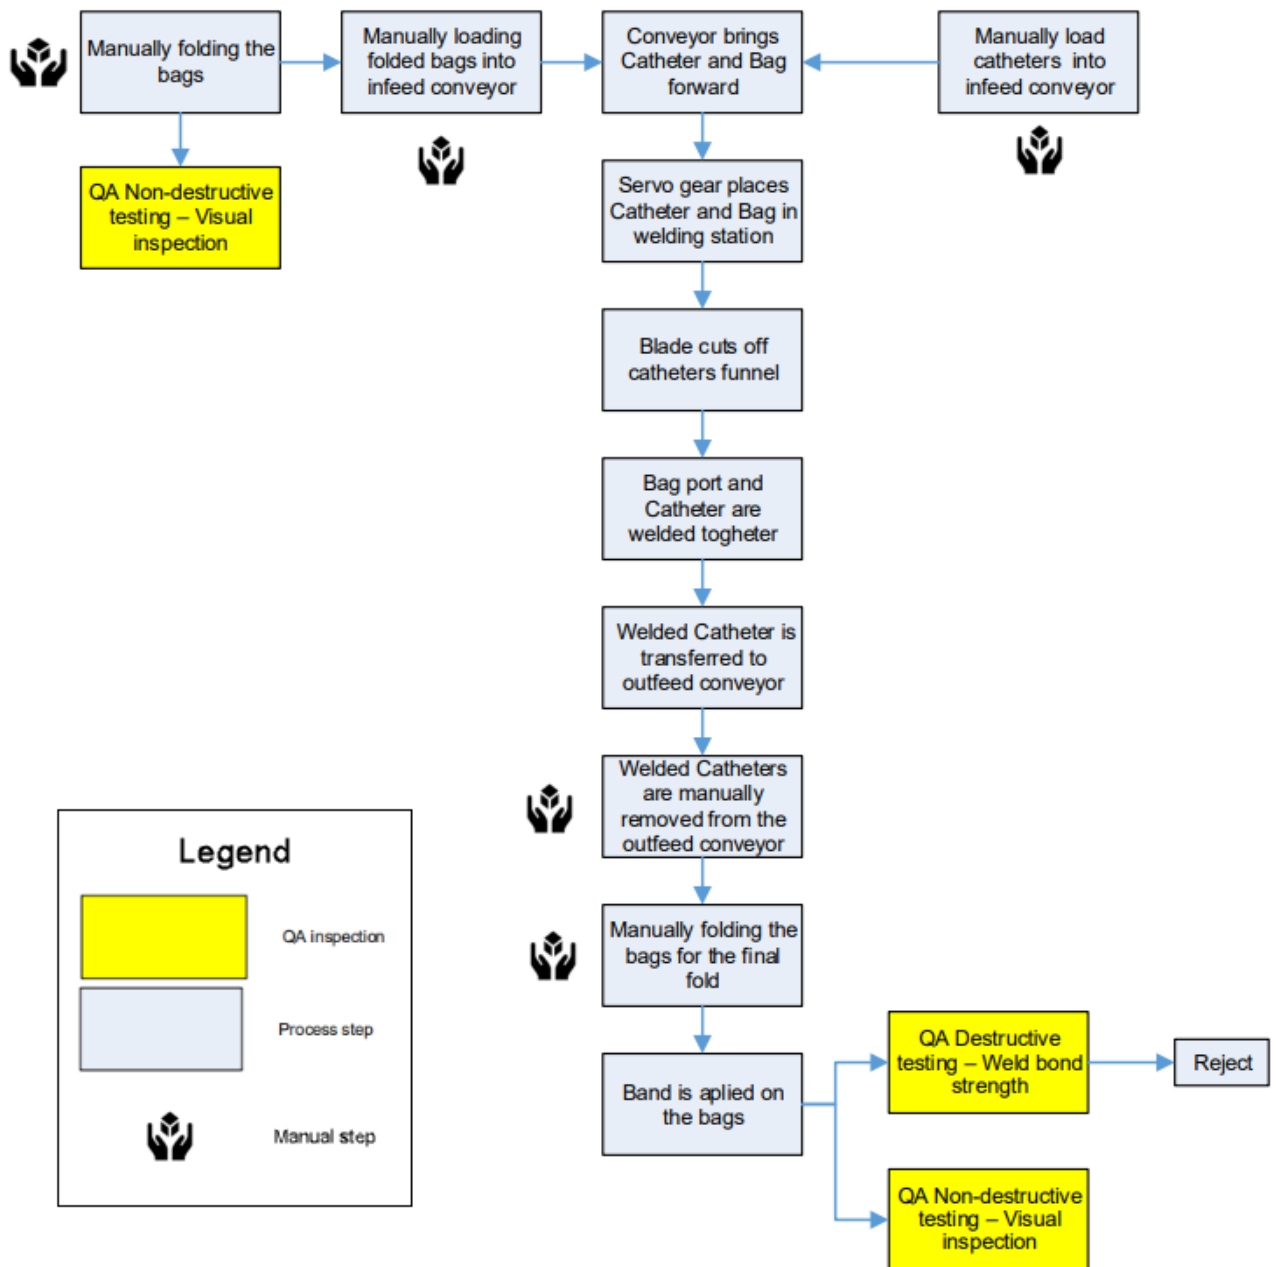 Manually folding the
bags
Manually loading
folded bags into
infeed conveyor
Conveyor brings
Catheter and Bag
forward
Manually load
catheters into
infeed conveyor
QA Non-destructive
testing – Visual
inspection
Servo gear places
Catheter and Bag in
welding station
Blade cuts off
catheters funnel
Bag port and
Catheter are
welded togheter
Welded Catheter is
transferred to
outfeed conveyor
Welded Catheters
are manually
removed from the
outfeed conveyor
Manually folding the
bags for the final
fold
Band is aplied on
the bags
QA Destructive
testing – Weld bond
strength
Reject
QA Non-destructive
testing – Visual
inspection
Legend
QA inspection
Process step
Manual step